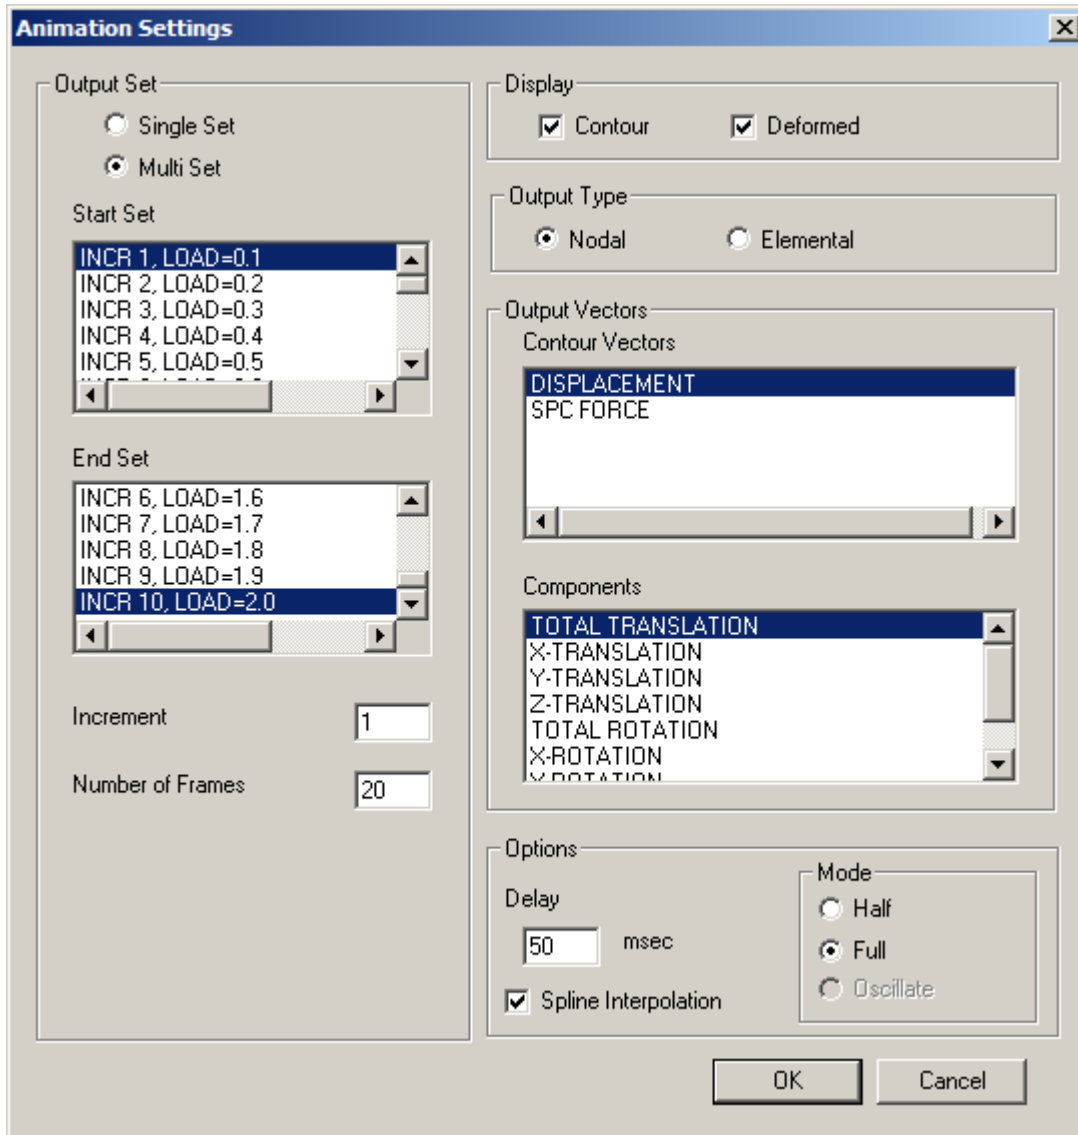 Animation Settings
Output Set
Single Set
Multi Set
Start Set
INCR 1, LOAD=0.1
INCR 2, LOAD=0.2
INCR 3, LOAD=0.3
INCR 4, LOAD=0.4
INCR 5, LOAD=0.5
End Set
INCR 6, LOAD=1.6
INCR 7, LOAD=1.7
INCR 8, LOAD=1.8
INCR 9, LOAD=1.9
INCR 10, LOAD=2.0
Increment
1
Number of Frames
20
Display
Contour
Deformed
Output Type
Nodal
Elemental
Output Vectors
Contour Vectors
DISPLACEMENT
SPC FORCE
Components
TOTAL TRANSLATION
X-TRANSLATION
Y-TRANSLATION
Z-TRANSLATION
TOTAL ROTATION
X-ROTATION
Y-ROTATION
Options
Delay
50 msec
Spline Interpolation
Mode
Half
Full
Oscillate
OK
Cancel